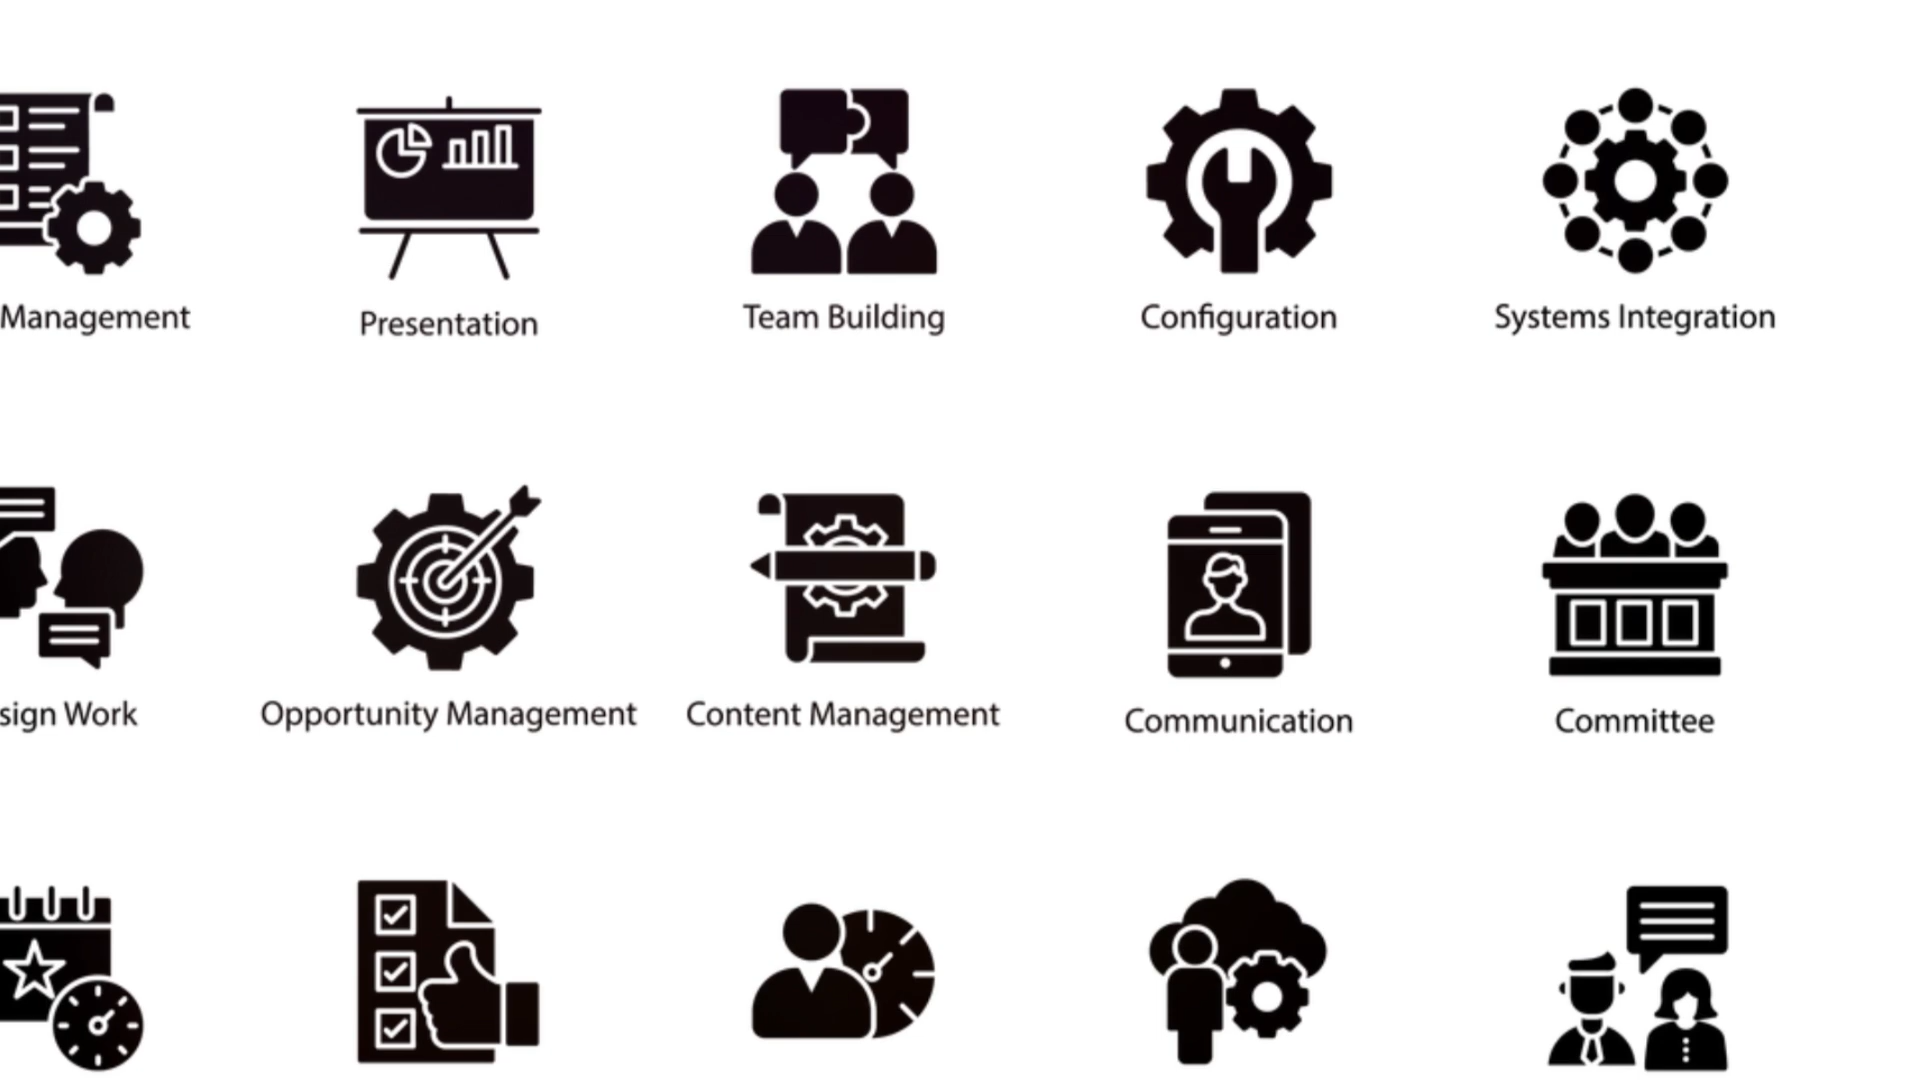 Management
Presentation
Team Building
Configuration
Systems Integration
sign Work
Opportunity Management
Content Management
Communication
Committee